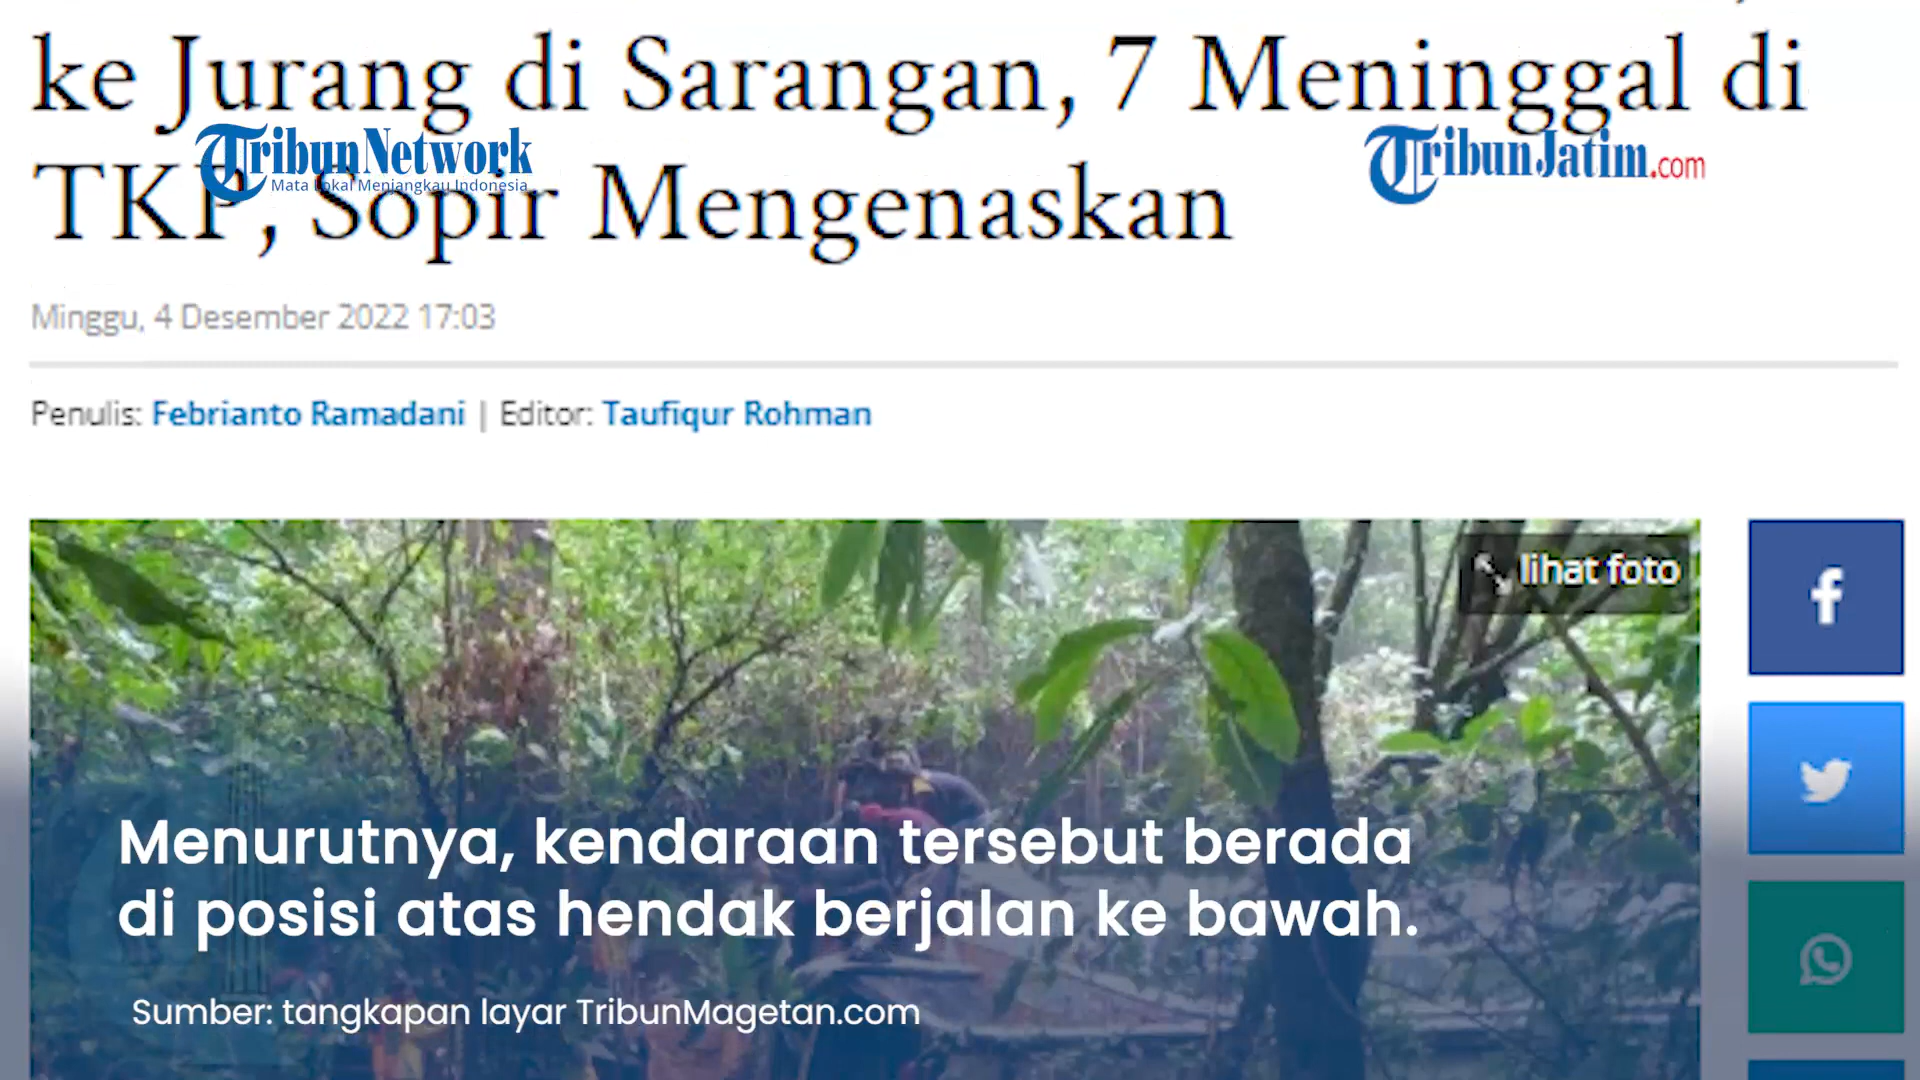 ke Jurang di Sarangan, 7 Meninggal di
TribunNetwork
Mata Lokal Menjangkau Indonesia
TribunJatim.com
TKP, Sopir Mengenaskan
Minggu, 4 Desember 2022 17:03
Penulis: Febrianto Ramadani | Editor: Taufiqur Rohman
lihat foto
Menurutnya, kendaraan tersebut berada
di posisi atas hendak berjalan ke bawah.
Sumber: tangkapan layar TribunMagetan.com